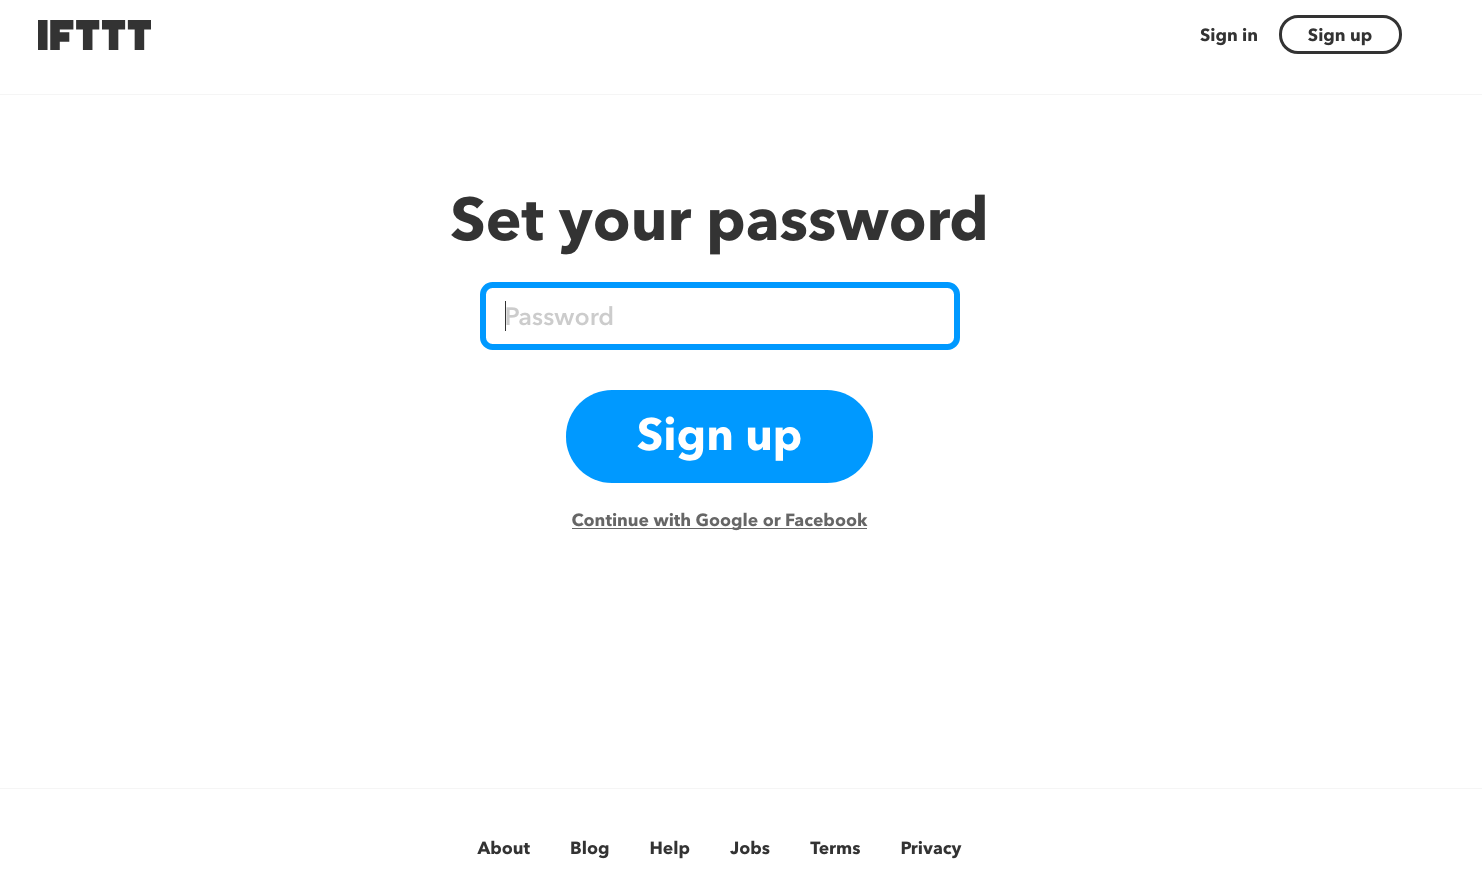 IFTTT
Sign in
Sign up
Set your password
Password
Sign up
Continue with Google or Facebook
About
Blog
Help
Jobs
Terms
Privacy